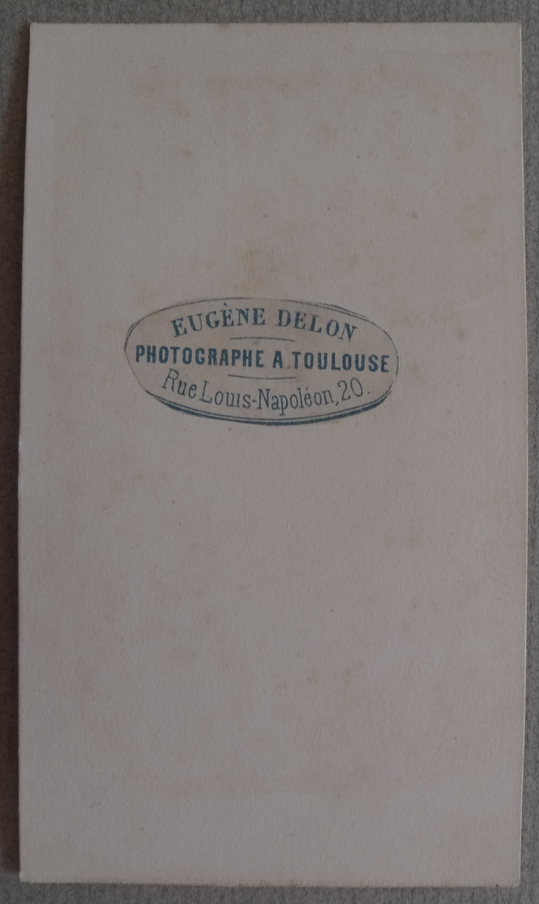 EUGÈNE DELON
PHOTOGRAPHE A TOULOUSE
Rue Louis-Napoléon, 20.